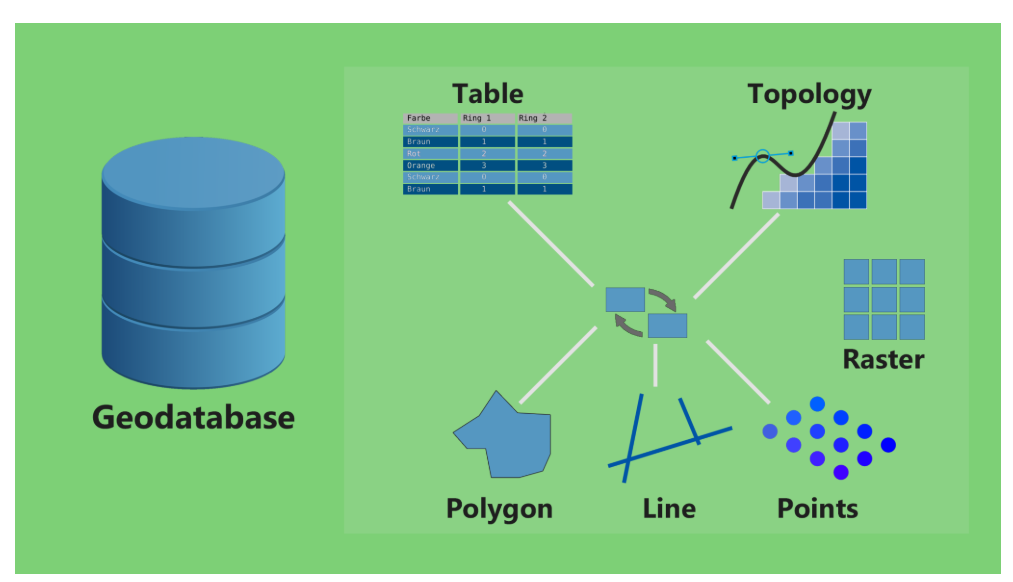 Table
Topology
Farbe Ring 1 Ring 2
Schwarz 0 0
Braun 1 1
Rot 2 2
Orange 3 3
Schwarz 0 0
Braun 1 1
Raster
Geodatabase
Polygon
Line
Points